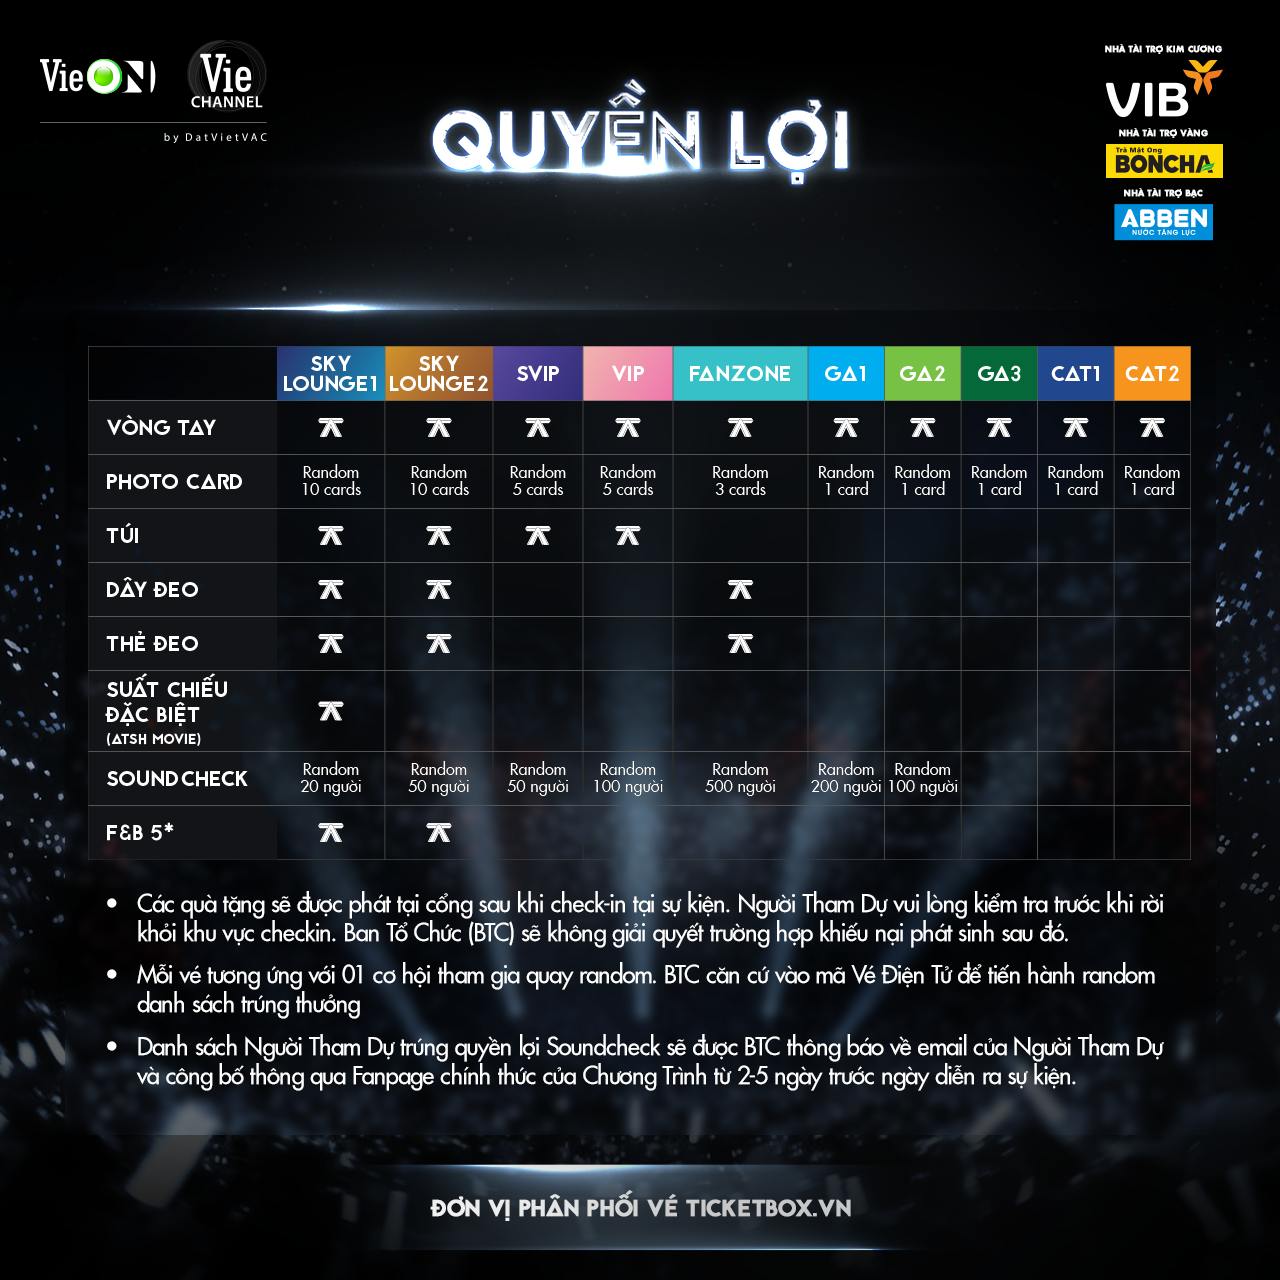 VieON
Vie
CHANNEL
by DatVietVAC
NHÀ TÀI TRỢ KIM CƯƠNG
VIB
NHÀ TÀI TRỢ VÀNG
Trà Mật Ong
BONCHA
NHÀ TÀI TRỢ BẠC
ABBEN
NƯỚC TĂNG LỰC
QUYỀN LỢI
SKY LOUNGE1 SKY LOUNGE2 SVIP VIP FANZONE GA1 GA2 GA3 CAT1 CAT2
VÒNG TAY
PHOTO CARD Random 10 cards Random 10 cards Random 5 cards Random 5 cards Random 3 cards Random 1 card Random 1 card Random 1 card Random 1 card Random 1 card
TÚI
DÂY ĐEO
THẺ ĐEO
SUẤT CHIẾU
ĐẶC BIỆT
(ATSH MOVIE)
SOUNDCHECK Random 20 người Random 50 người Random 50 người Random 100 người Random 500 người Random 200 người Random 100 người
F&B 5*
• Các quà tặng sẽ được phát tại cổng sau khi check-in tại sự kiện. Người Tham Dự vui lòng kiểm tra trước khi rời
khỏi khu vực checkin. Ban Tổ Chức (BTC) sẽ không giải quyết trường hợp khiếu nại phát sinh sau đó.
• Mỗi vé tương ứng với 01 cơ hội tham gia quay random. BTC căn cứ vào mã Vé Điện Tử để tiến hành random
danh sách trúng thưởng
• Danh sách Người Tham Dự trúng quyền lợi Soundcheck sẽ được BTC thông báo về email của Người Tham Dự
và công bố thông qua Fanpage chính thức của Chương Trình từ 2-5 ngày trước ngày diễn ra sự kiện.
ĐƠN VỊ PHÂN PHỐI VÉ TICKETBOX.VN